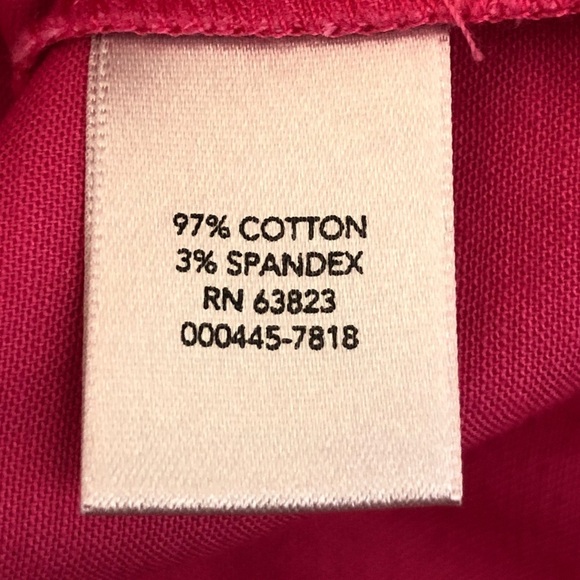 97% COTTON
3% SPANDEX
RN 63823
000445-7818